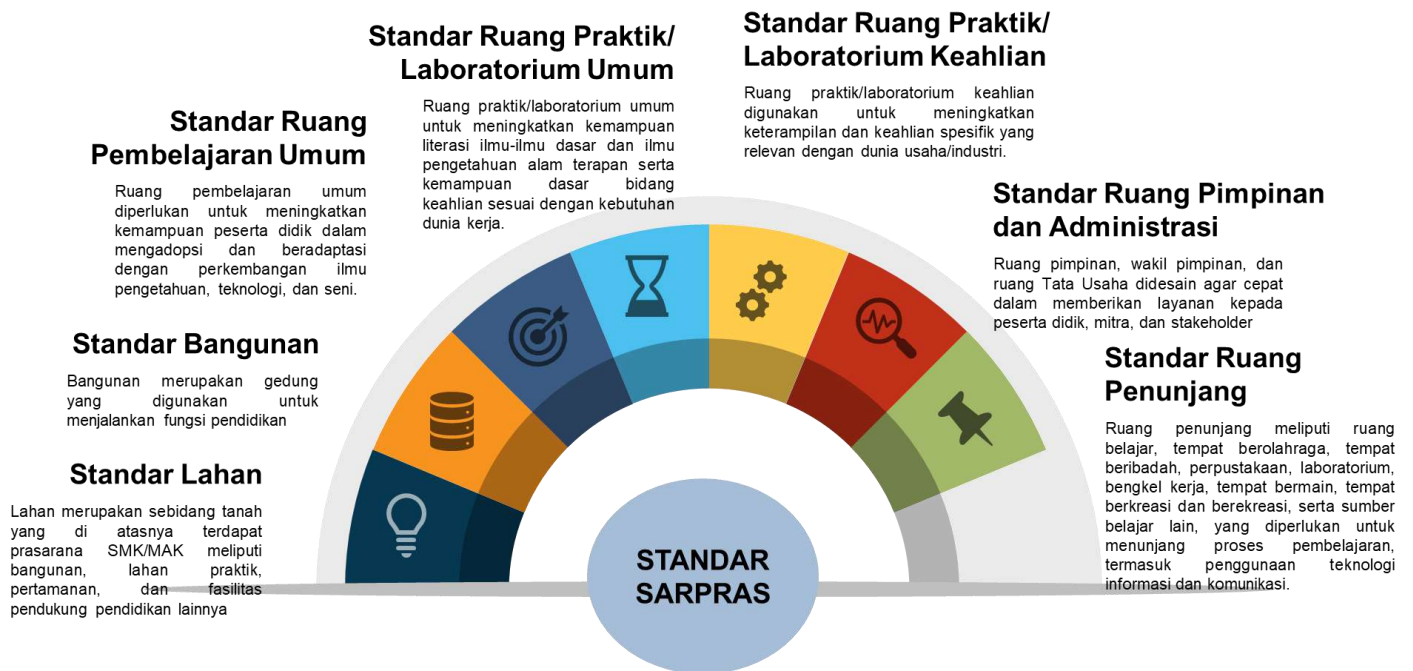 Standar Ruang Praktik/
Laboratorium Umum
Ruang praktik/laboratorium umum
untuk meningkatkan kemampuan
literasi ilmu-ilmu dasar dan ilmu
pengetahuan alam terapan serta
kemampuan dasar bidang
keahlian sesuai dengan kebutuhan
dunia kerja.
Standar Ruang Praktik/
Laboratorium Keahlian
Ruang praktik/laboratorium keahlian
digunakan untuk meningkatkan
keterampilan dan keahlian spesifik yang
relevan dengan dunia usaha/industri.
Standar Ruang
Pembelajaran Umum
Ruang pembelajaran umum
diperlukan untuk meningkatkan
kemampuan peserta didik dalam
mengadopsi dan beradaptasi
dengan perkembangan ilmu
pengetahuan, teknologi, dan seni.
Standar Ruang Pimpinan
dan Administrasi
Ruang pimpinan, wakil pimpinan, dan
ruang Tata Usaha didesain agar cepat
dalam memberikan layanan kepada
peserta didik, mitra, dan stakeholder
Standar Bangunan
Bangunan merupakan gedung
yang digunakan untuk
menjalankan fungsi pendidikan
Standar Ruang
Penunjang
Ruang penunjang meliputi ruang
belajar, tempat berolahraga, tempat
beribadah, perpustakaan, laboratorium,
bengkel kerja, tempat bermain, tempat
berkreasi dan berekreasi, serta sumber
belajar lain, yang diperlukan untuk
menunjang proses pembelajaran,
termasuk penggunaan teknologi
informasi dan komunikasi.
Standar Lahan
Lahan merupakan sebidang tanah
yang di atasnya terdapat
prasarana SMK/MAK meliputi
bangunan, lahan praktik,
pertamanan, dan fasilitas
pendukung pendidikan lainnya
STANDAR
SARPRAS